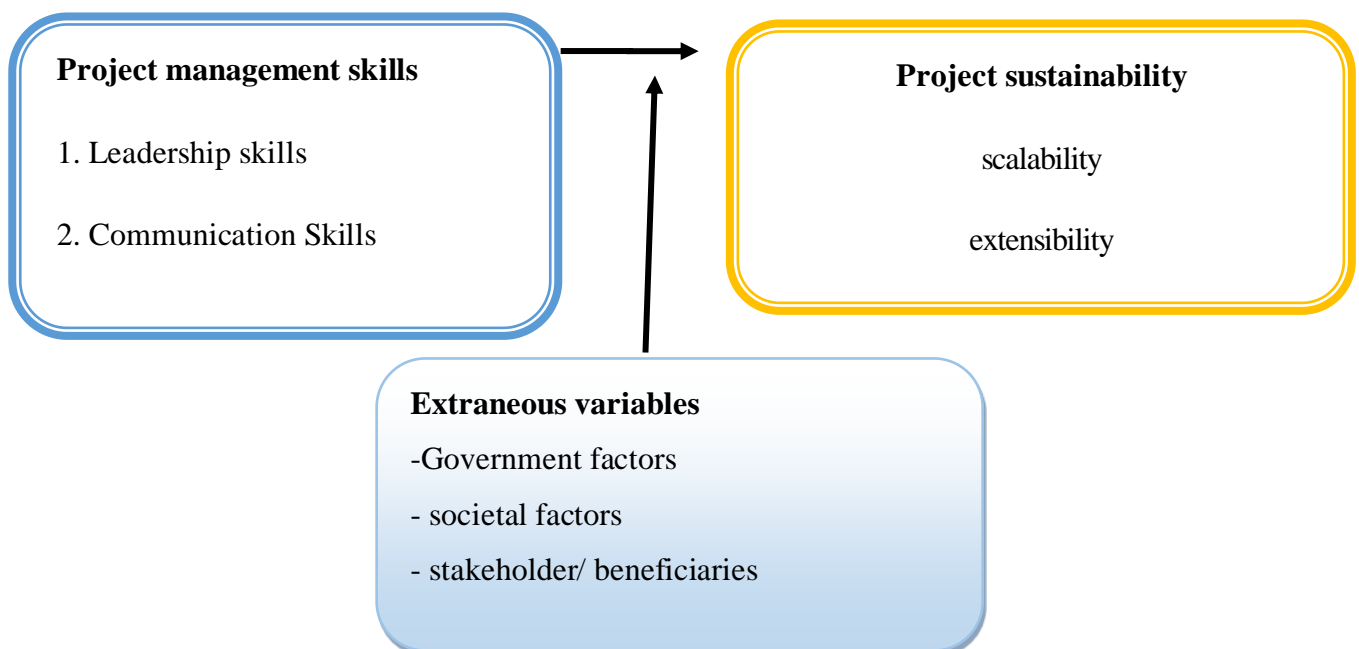 Project management skills
1. Leadership skills
2. Communication Skills
Project sustainability
scalability
extensibility
Extraneous variables
-Government factors
- societal factors
- stakeholder/ beneficiaries